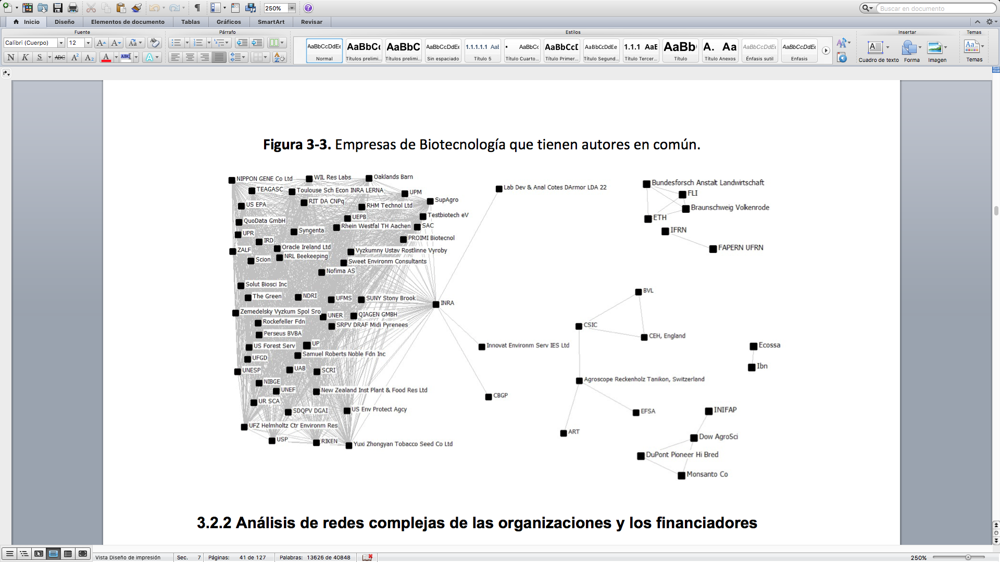 250%
Buscar en documento
Inicio
Diseño
Elementos de documento
Tablas
Gráficos
SmartArt
Revisar
Fuente
Párrafo
Estilos
Insertar
Temas
Calibri (Cuerpo)
12
Aa
Abc
N K S ABC A² A₂ A ABC A
AaBbCcDdEe
Normal
AaBbCc
Títulos prelimi...
AaBbC
Títulos prelimi...
AaBbCcDdEe
Sin espaciado
1.1.1.1.1 AaE
Título 5
AaBbCc
Título Cuarto...
AaBbCcD
Título Primer...
AaBbCcDdEe
Título Segund...
1.1.1 AaE
Título Tercer...
AaBb
Título
A. Aa
Título Anexos
AaBbCcDdEe
Énfasis sutil
AaBbCcDdEe
Enfasis
Cuadro de texto
Forma
Imagen
Temas
Figura 3-3. Empresas de Biotecnología que tienen autores en común.
NIPPON GENE Co Ltd
WIL Res Labs
Oaklands Barn
TEAGASC
Toulouse Sch Econ INRA LERNA
UPM
US EPA
RIT DA CNPq
RHM Technol Ltd
SupAgro
QuoData GmbH
UEPB
Testbiotech eV
UPR
Syngenta
Rhein Westfal TH Aachen
SAC
IRD
PROIMI Biotecnol
ZALF
Oracle Ireland Ltd
Vyzkumny Ustav Rostlinne Vyroby
Scion
NRL Beekeeping
Sweet Environm Consultants
Nofima AS
Solut Biosci Inc
The Green
NDRI
UFMS
SUNY Stony Brook
INRA
Zemedelsky Vyzkum Spol Sro
UNER
QIAGEN GMBH
Rockefeller Fdn
SRPV DRAF Midi Pyrenees
Perseus BVBA
US Forest Serv
UP
UFGD
Samuel Roberts Noble Fdn Inc
UNESP
UAB
SCRI
NIBGE
UNEF
New Zealand Inst Plant & Food Res Ltd
UR SCA
SDQPV DGAI
US Env Protect Agcy
UFZ Helmholtz Ctr Environm Res
USP
RIKEN
Yuxi Zhongyan Tobacco Seed Co Ltd
Lab Dev & Anal Cotes DArmor LDA 22
Innovat Environm Serv IES Ltd
CBGP
Bundesforsch Anstalt Landwirtschaft
FLI
Braunschweig Volkenrode
ETH
IFRN
FAPERN UFRN
BVL
CSIC
CEH, England
Agroscope Reckenholz Tanikon, Switzerland
EFSA
ART
Ecossa
Ibn
INIFAP
Dow AgroSci
DuPont Pioneer Hi Bred
Monsanto Co
3.2.2 Análisis de redes complejas de las organizaciones y los financiadores
Vista Diseño de impresión
Sec. 7
Páginas: 41 de 127
Palabras: 13626 de 40848
250%